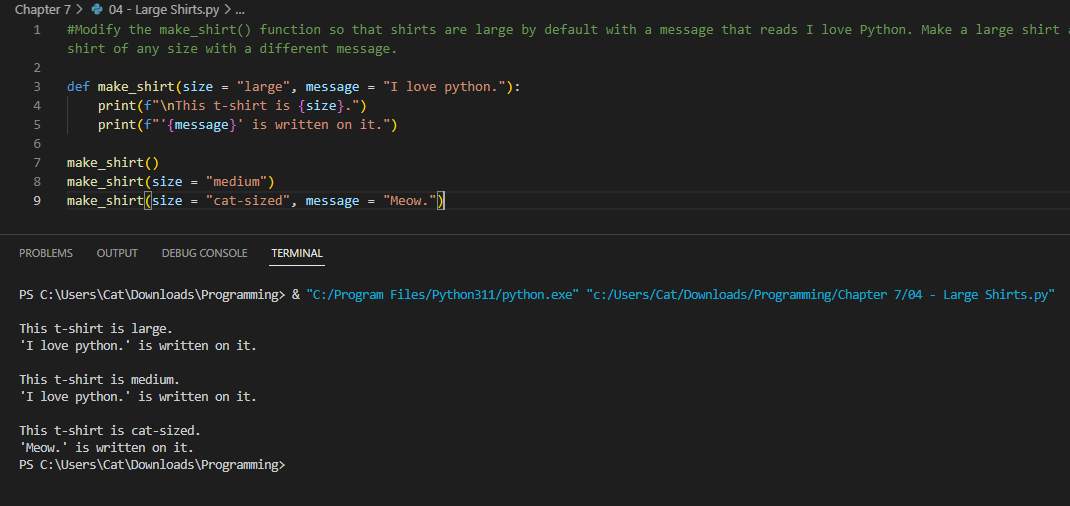 Chapter 7 > 04 - Large Shirts.py > ...
1 #Modify the make_shirt() function so that shirts are large by default with a message that reads I love Python. Make a large shirt
shirt of any size with a different message.
2
3 def make_shirt(size = "large", message = "I love python."):
4     print(f"\nThis t-shirt is {size}.")
5     print(f"'{message}' is written on it.")
6
7 make_shirt()
8 make_shirt(size = "medium")
9 make_shirt(size = "cat-sized", message = "Meow.")
PROBLEMS OUTPUT DEBUG CONSOLE TERMINAL
PS C:\Users\Cat\Downloads\Programming> & "C:/Program Files/Python311/python.exe" "c:/Users/Cat/Downloads/Programming/Chapter 7/04 - Large Shirts.py"
This t-shirt is large.
'I love python.' is written on it.
This t-shirt is medium.
'I love python.' is written on it.
This t-shirt is cat-sized.
'Meow.' is written on it.
PS C:\Users\Cat\Downloads\Programming>